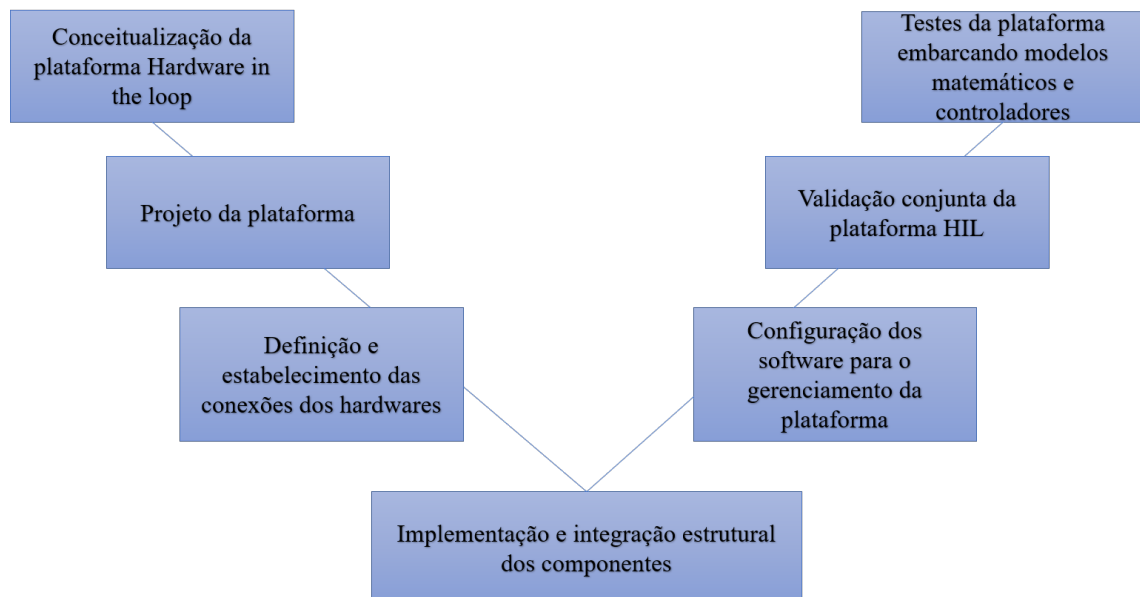 Conceitualização da
plataforma Hardware in
the loop
Projeto da plataforma
Definição e
estabelecimento das
conexões dos hardwares
Implementação e integração estrutural
dos componentes
Configuração dos
software para o
gerenciamento da
plataforma
Validação conjunta da
plataforma HIL
Testes da plataforma
embarcando modelos
matemáticos e
controladores